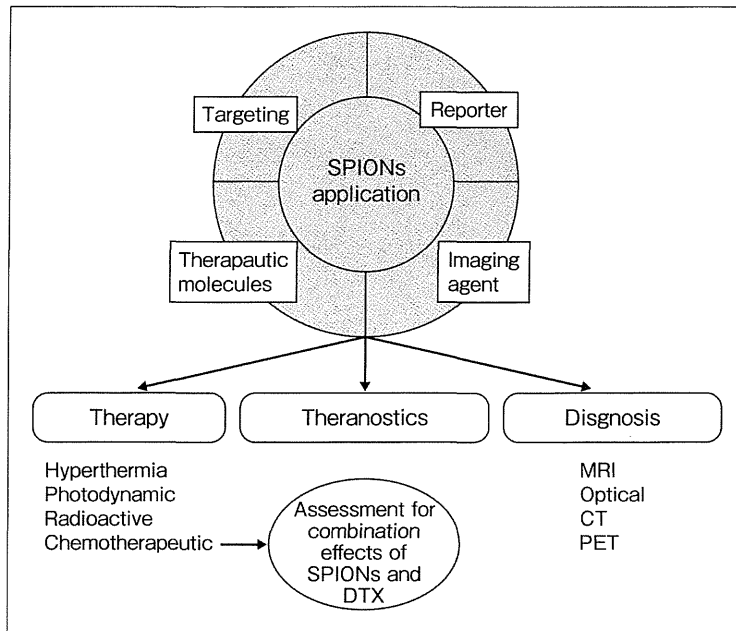 Targeting
Reporter
SPIONs
application
Therapautic
molecules
Imaging
agent
Therapy
Theranostics
Disgnosis
Hyperthermia
Photodynamic
Radioactive
Chemotherapeutic
Assessment for
combination
effects of
SPIONs and
DTX
MRI
Optical
CT
PET